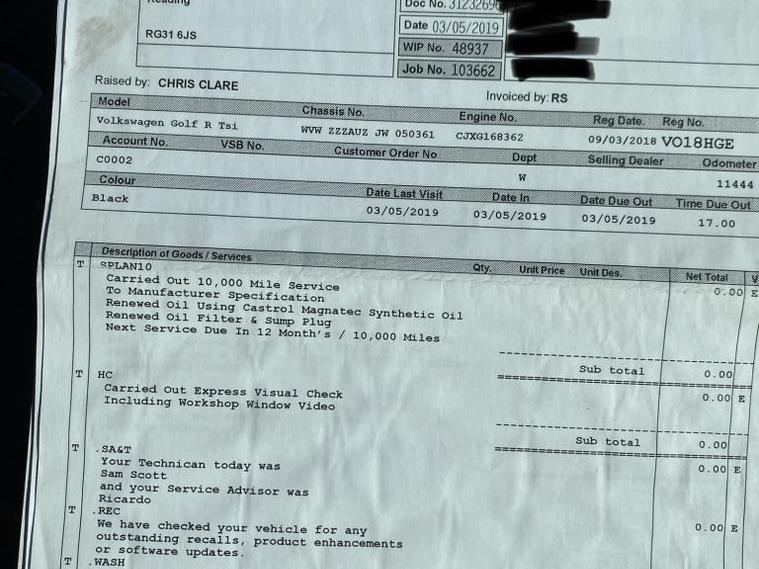 Reading
RG31 6JS
Doc No. 3123269
Date 03/05/2019
WIP No. 48937
Job No. 103662
Raised by: CHRIS CLARE
Invoiced by: RS
Model Chassis No. Engine No. Reg Date. Reg No.
Volkswagen Golf R Tsi WVW ZZZAUZ JW 050361 CJXG168362 09/03/2018 VO18HGE
Account No. VSB No. Customer Order No Dept Selling Dealer Odometer
C0002 W 11444
Colour Date Last Visit Date In Date Due Out Time Due Out
Black 03/05/2019 03/05/2019 03/05/2019 17.00
Description of Goods / Services Qty. Unit Price Unit Des. Net Total V
T SPLAN10 0.00 E
Carried Out 10,000 Mile Service
To Manufacturer Specification
Renewed Oil Using Castrol Magnatec Synthetic Oil
Renewed Oil Filter & Sump Plug
Next Service Due In 12 Month's / 10,000 Miles
Sub total 0.00
T HC 0.00 E
Carried Out Express Visual Check
Including Workshop Window Video
Sub total 0.00
T .SA&T 0.00 E
Your Technican today was
Sam Scott
and your Service Advisor was
Ricardo
T .REC 0.00 E
We have checked your vehicle for any
outstanding recalls, product enhancements
or software updates.
T .WASH